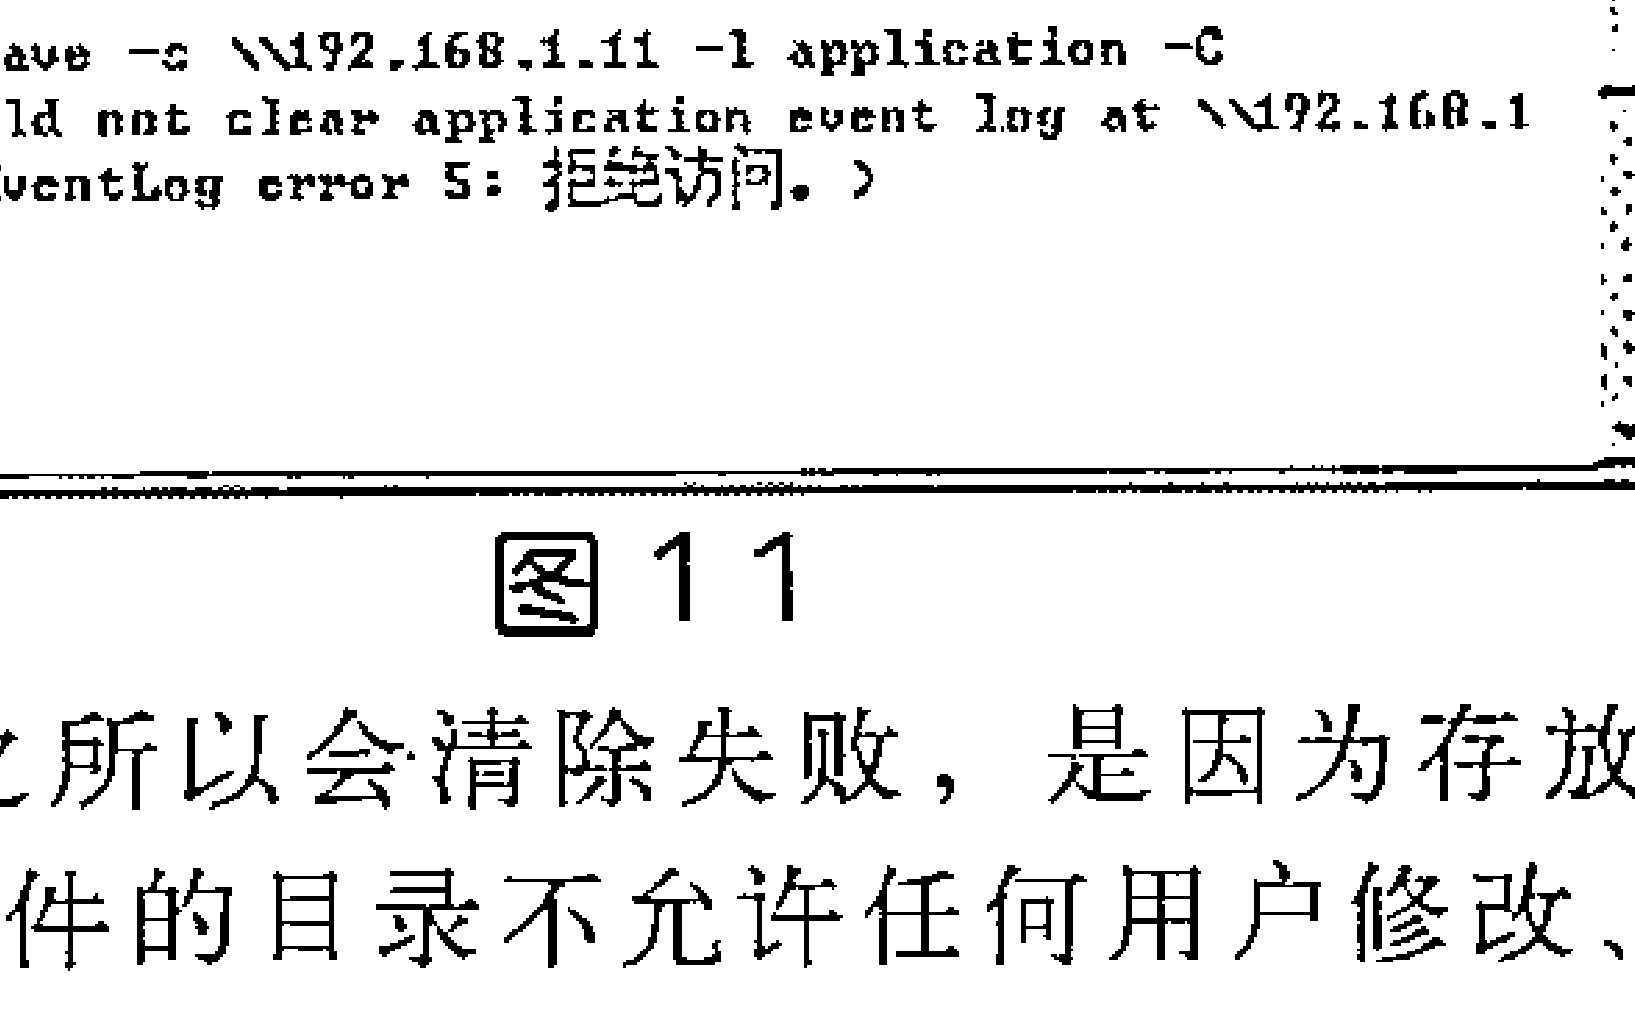 ave -c \\192.168.1.11 -l application -C
ld not clear application event log at \\192.168.1
ventLog error 5: 拒绝访问。)
图11
之所以会清除失败，是因为存放
件的目录不允许任何用户修改、